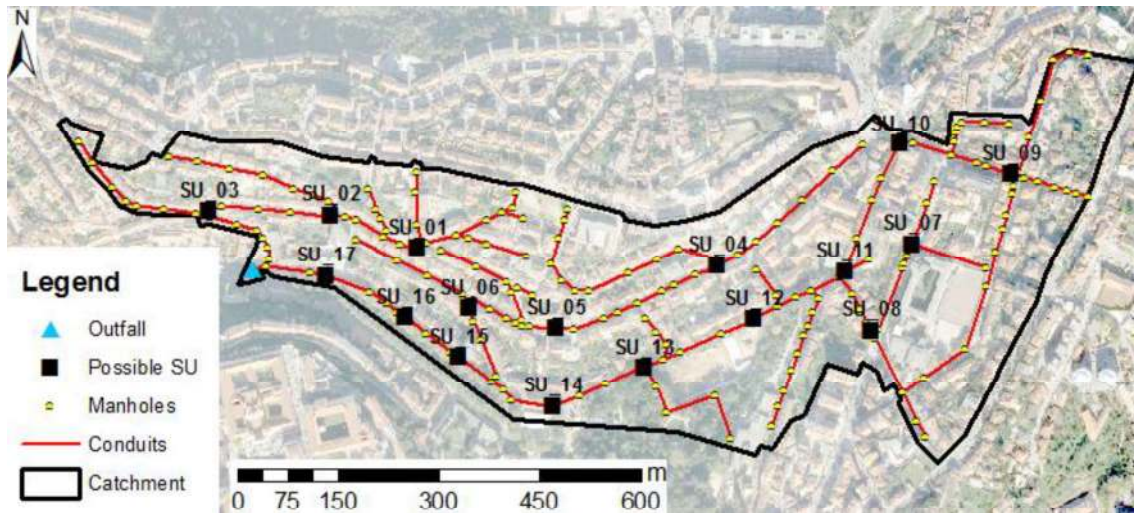 N
SU_10
SU_09
SU_03
SU_02
SU_01
SU_07
SU_04
SU_11
SU_17
SU_16
SU_06
SU_05
SU_12
SU_08
SU_15
SU_13
SU_14
Legend
Outfall
Possible SU
Manholes
Conduits
Catchment
m
0 75 150 300 450 600